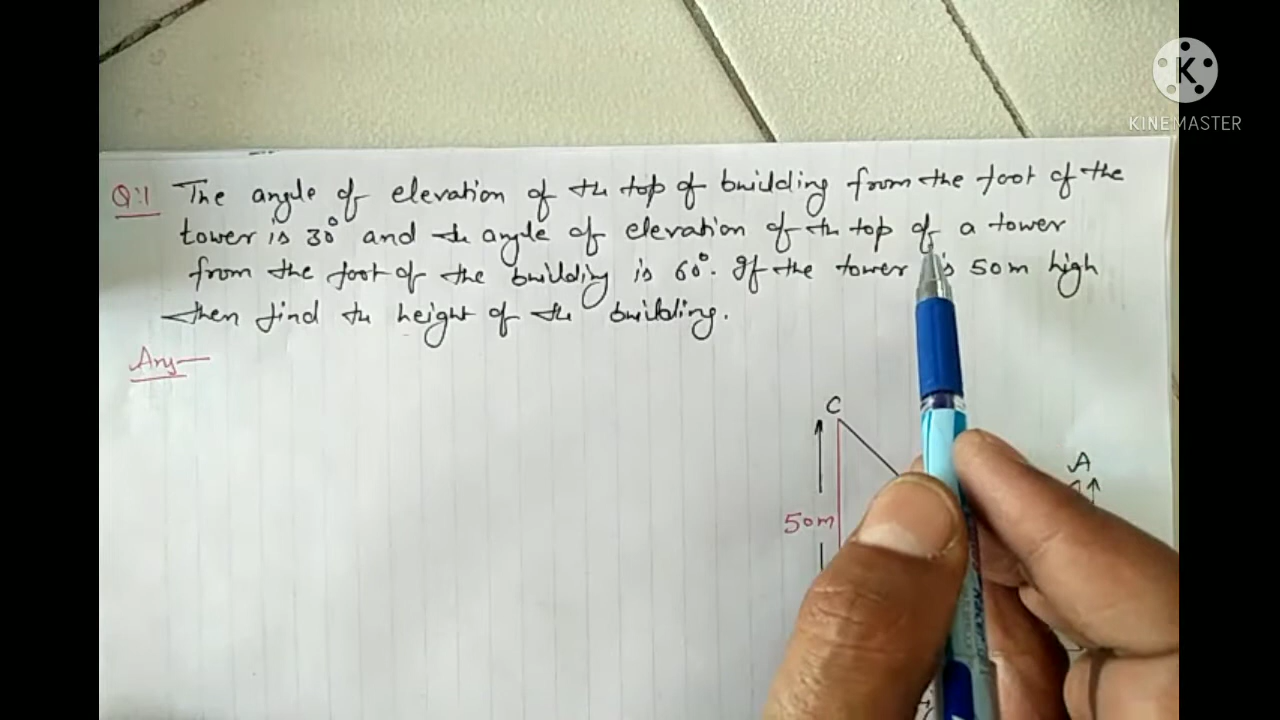 KINEMASTER
Q:1 The angle of elevation of the top of building from the foot of the
tower is 30° and the angle of elevation of the top of a tower
from the foot of the building is 60°. If the tower is 50m high
then find the height of the building.
Ans—
C
A
50m